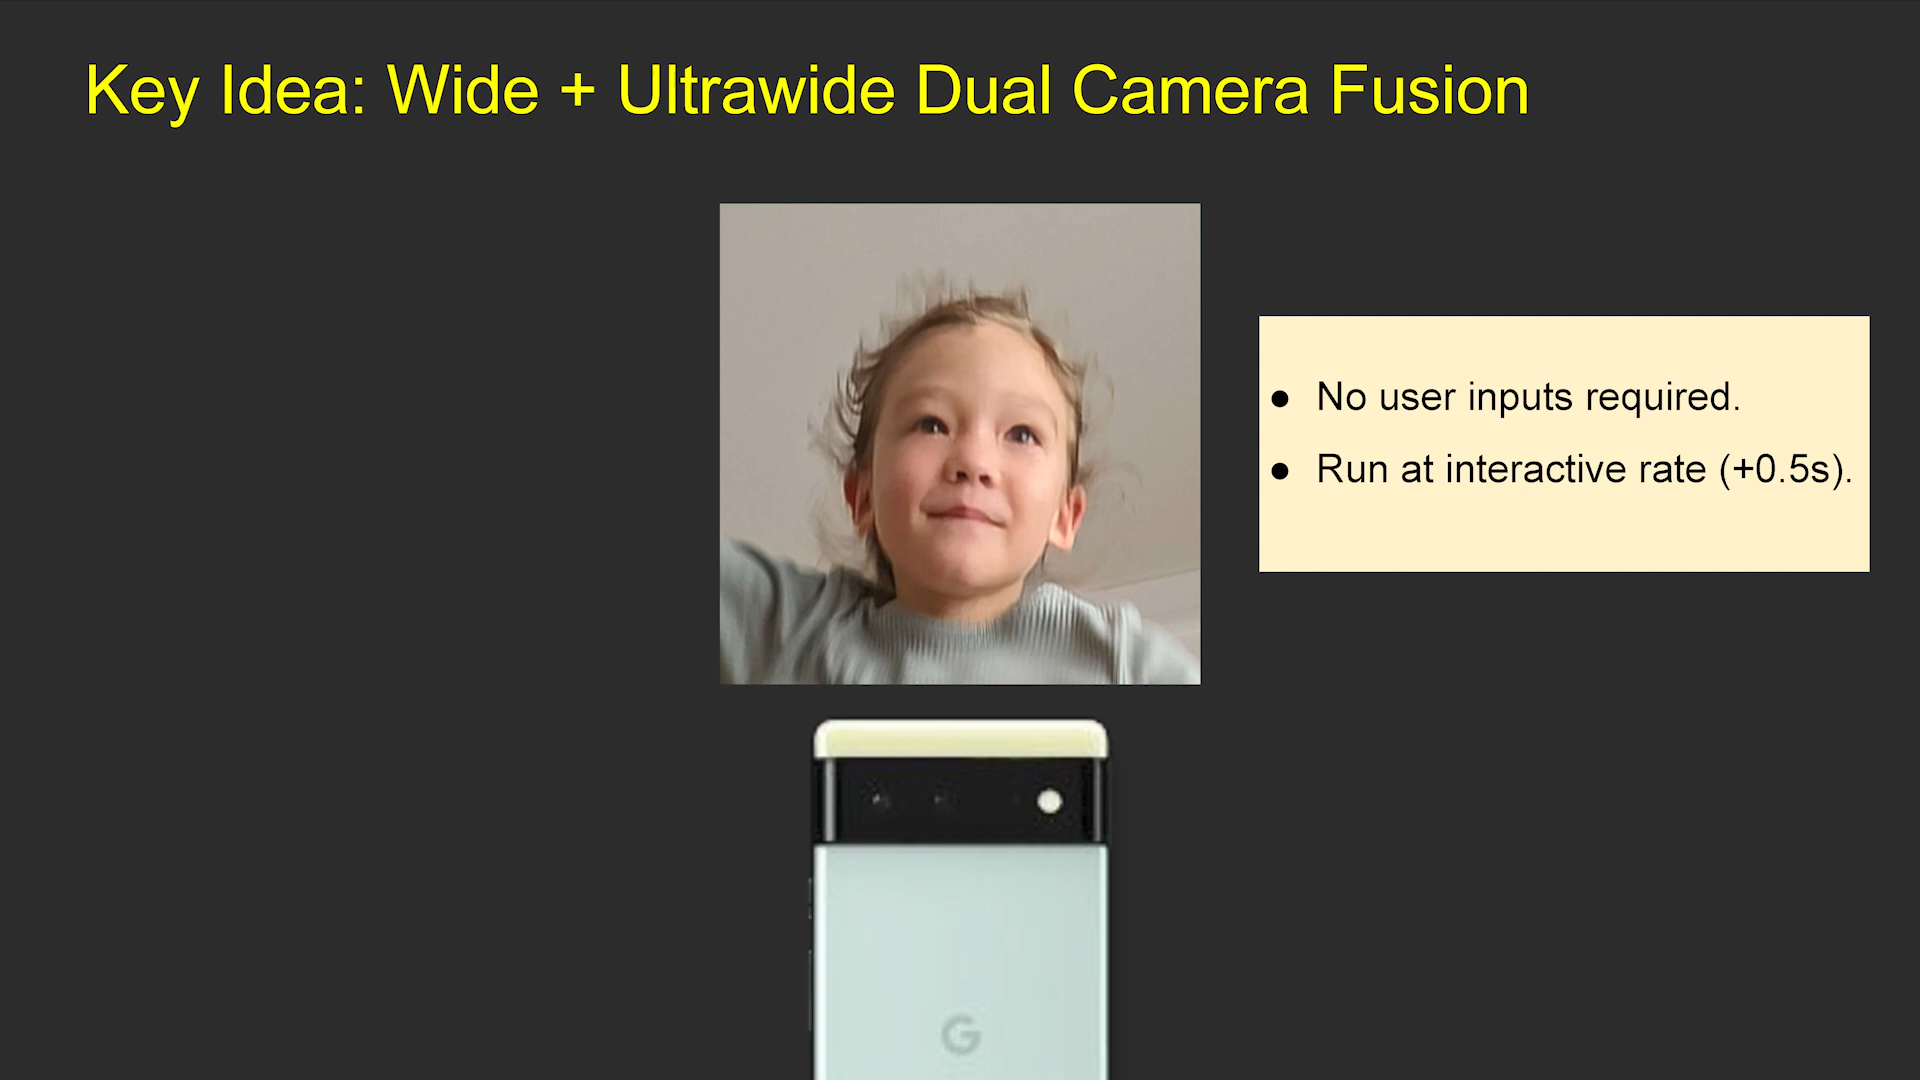 Key Idea: Wide + Ultrawide Dual Camera Fusion
● No user inputs required.
● Run at interactive rate (+0.5s).
G